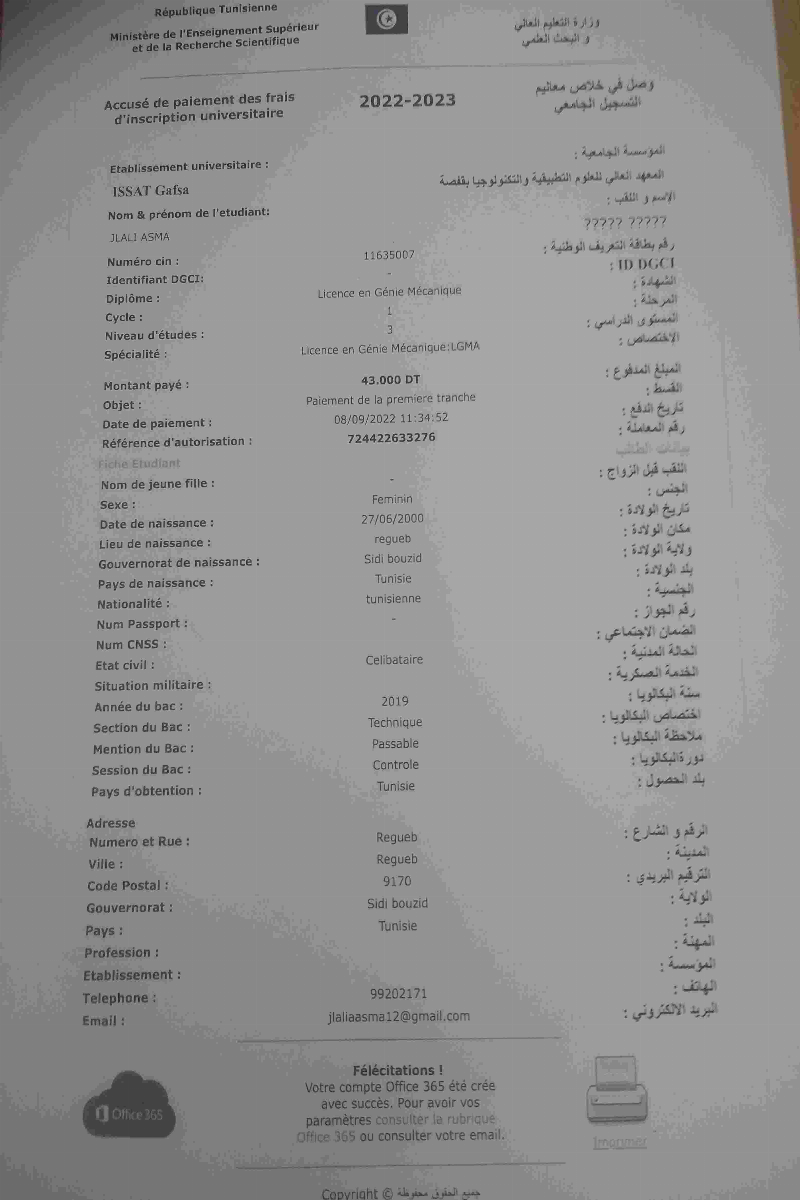 République Tunisienne
Ministère de l'Enseignement Supérieur
et de la Recherche Scientifique
وزارة التعليم العالي
و البحث العلمي
Accusé de paiement des frais
d'inscription universitaire
2022-2023
وصل في خلاص معاليم
التسجيل الجامعي
المؤسسة الجامعية :
Etablissement universitaire :
المعهد العالي للعلوم التطبيقية والتكنولوجيا بقفصة
ISSAT Gafsa
الاسم و اللقب :
Nom & prénom de l'etudiant:
????? ?????
JLALI ASMA
Numéro cin : 11635007 رقم بطاقة التعريف الوطنية :
Identifiant DGCI: - ID DGCI :
Diplôme : Licence en Génie Mécanique الشهادة :
Cycle : 1 المرحلة :
Niveau d'études : 3 المستوى الدراسي :
Spécialité : Licence en Génie Mécanique:LGMA الاختصاص :
Montant payé : 43.000 DT المبلغ المدفوع :
Objet : Paiement de la premiere tranche القسط :
Date de paiement : 08/09/2022 11:34:52 تاريخ الدفع :
Référence d'autorisation : 724422633276 رقم المعاملة :
Fiche Etudiant بيانات الطالب
Nom de jeune fille : - اللقب قبل الزواج :
Sexe : Feminin الجنس :
Date de naissance : 27/06/2000 تاريخ الولادة :
Lieu de naissance : regueb مكان الولادة :
Gouvernorat de naissance : Sidi bouzid ولاية الولادة :
Pays de naissance : Tunisie بلد الولادة :
Nationalité : tunisienne الجنسية :
Num Passport : - رقم الجواز :
Num CNSS : الضمان الاجتماعي :
Etat civil : Celibataire الحالة المدنية :
Situation militaire : الخدمة العسكرية :
Année du bac : 2019 سنة البكالويا :
Section du Bac : Technique اختصاص البكالويا :
Mention du Bac : Passable ملاحظة البكالويا :
Session du Bac : Controle دورةالبكالويا :
Pays d'obtention : Tunisie بلد الحصول :
Adresse
Numero et Rue : Regueb الرقم و الشارع :
Ville : Regueb المدينة :
Code Postal : 9170 الترقيم البريدي :
Gouvernorat : Sidi bouzid الولاية :
Pays : Tunisie البلد :
Profession : المهنة :
Etablissement : المؤسسة :
Telephone : 99202171 الهاتف :
Email : jlaliasma12@gmail.com البريد الالكتروني :
Office 365
Félécitations !
Votre compte Office 365 été crée
avec succès. Pour avoir vos
paramètres consulter la rubrique
Office 365 ou consulter votre email.
Imprimer
Copyright © جميع الحقوق محفوظة